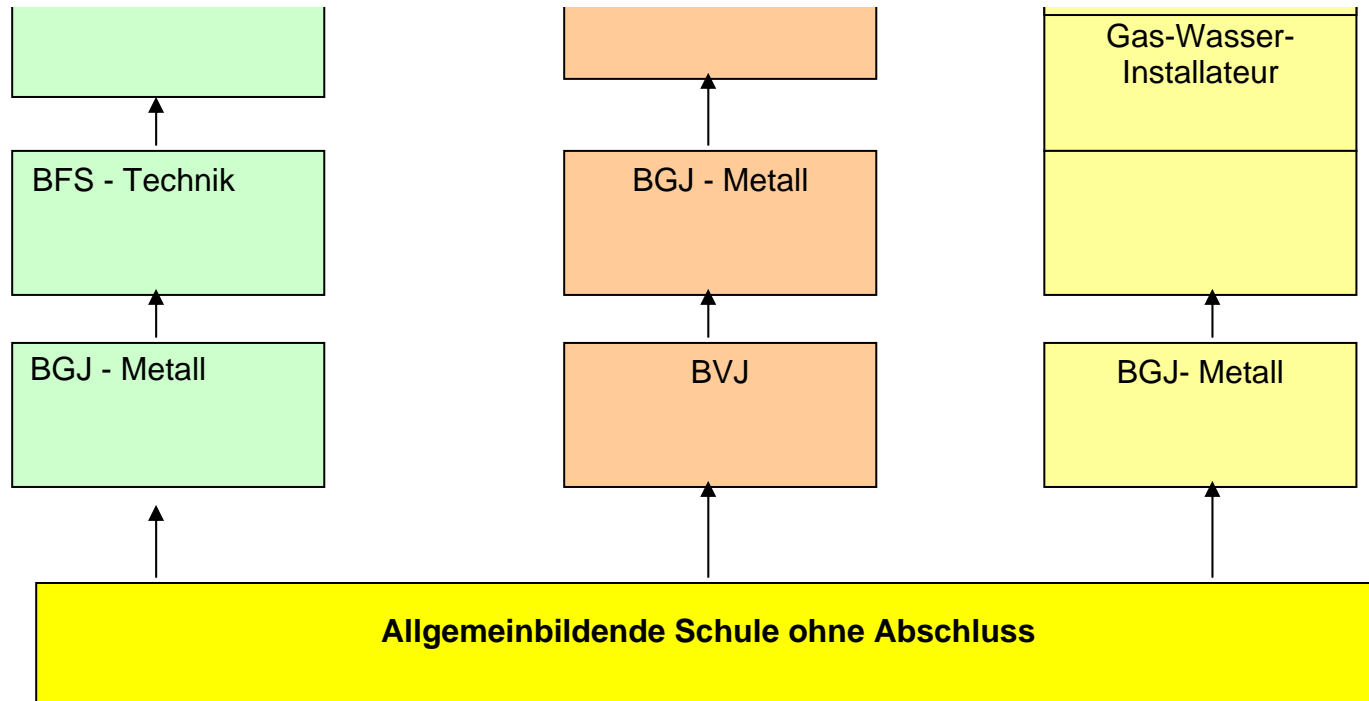 Gas-Wasser-
Installateur
BFS - Technik
BGJ - Metall
BGJ - Metall
BVJ
BGJ- Metall
Allgemeinbildende Schule ohne Abschluss